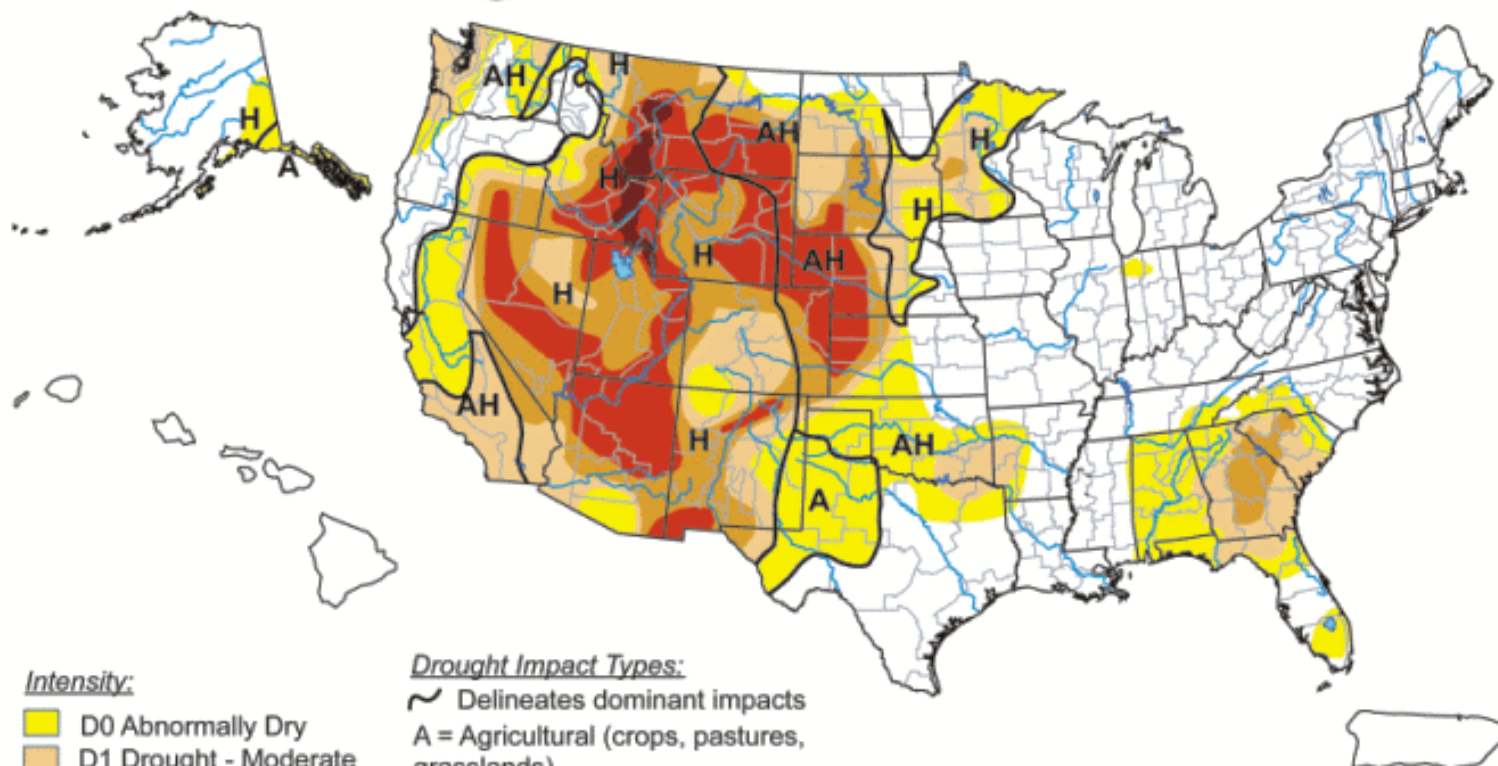 H
AH
H
A
AH
H
H
H
H
AH
H
H
AH
H
AH
A
Intensity:
D0 Abnormally Dry
D1 Drought - Moderate
Drought Impact Types:
Delineates dominant impacts
A = Agricultural (crops, pastures,
grasslands)